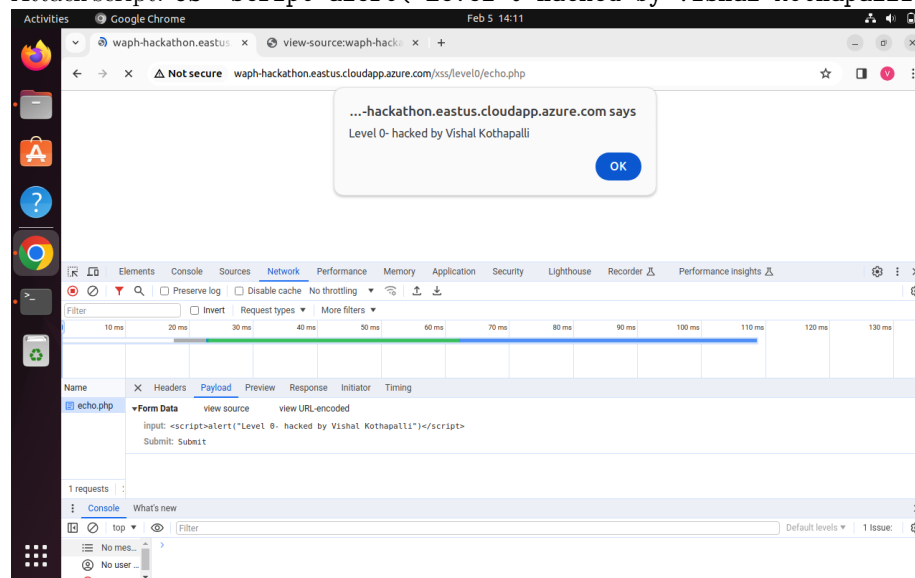 Activities Google Chrome Feb 5 14:11
waph-hackathon.eastus × view-source:waph-hacka × +
Not secure waph-hackathon.eastus.cloudapp.azure.com/xss/level0/echo.php
...-hackathon.eastus.cloudapp.azure.com says
Level 0- hacked by Vishal Kothapalli
OK
Elements Console Sources Network Performance Memory Application Security Lighthouse Recorder Performance insights
Preserve log Disable cache No throttling
Filter Invert Request types ▼ More filters ▼
10 ms 20 ms 30 ms 40 ms 50 ms 60 ms 70 ms 80 ms 90 ms 100 ms 110 ms 120 ms 130 ms
Name × Headers Payload Preview Response Initiator Timing
echo.php ▾Form Data view source view URL-encoded
input: <script>alert("Level 0- hacked by Vishal Kothapalli")</script>
Submit: Submit
1 requests
Console What's new
top ▼ Filter Default levels ▼ 1 Issue:
No mes...
No user ...